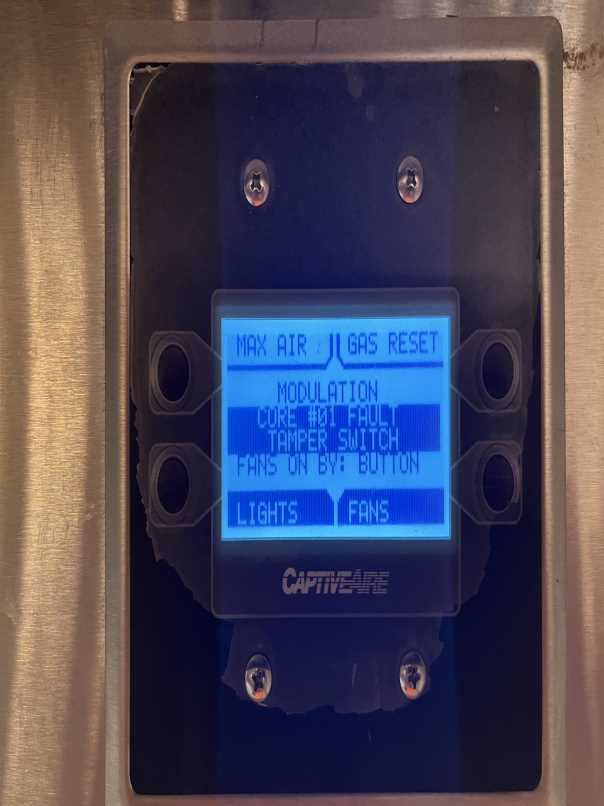 MAX AIR
GAS RESET
MODULATION
CORE #01 FAULT
TAMPER SWITCH
FANS ON BY: BUTTON
LIGHTS
FANS
CAPTIVEAIRE